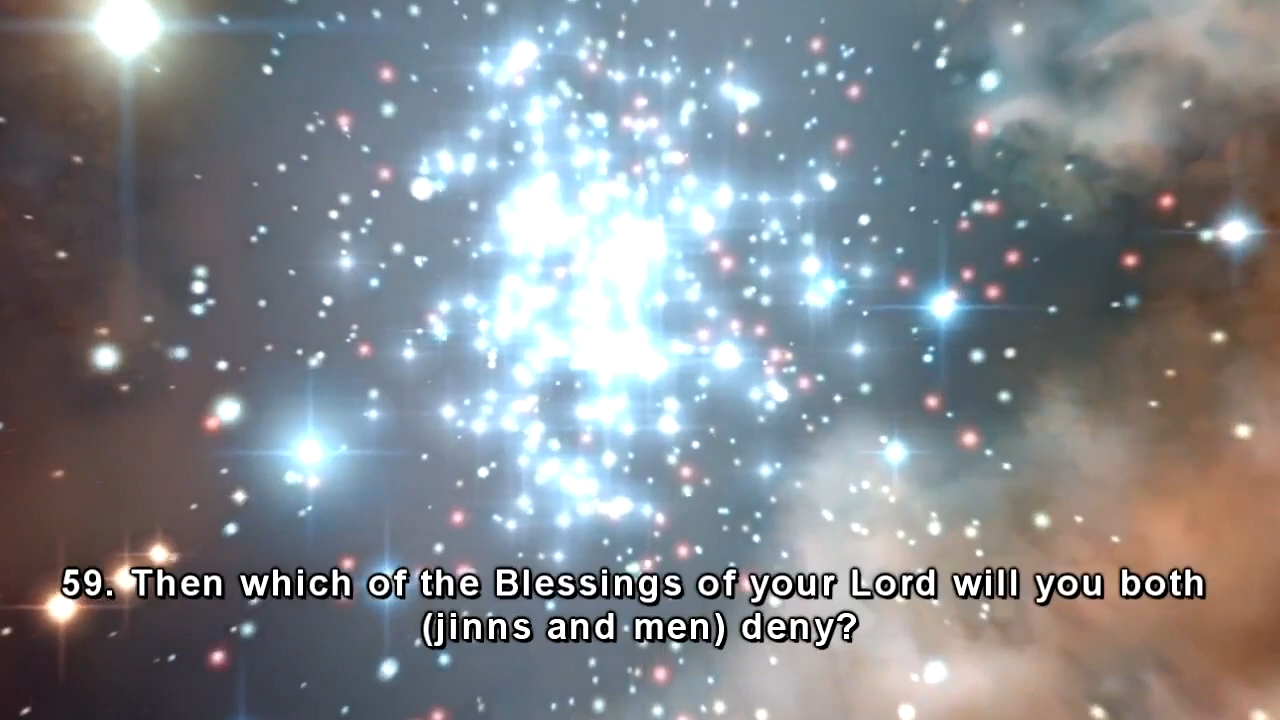 59. Then which of the Blessings of your Lord will you both
(jinns and men) deny?